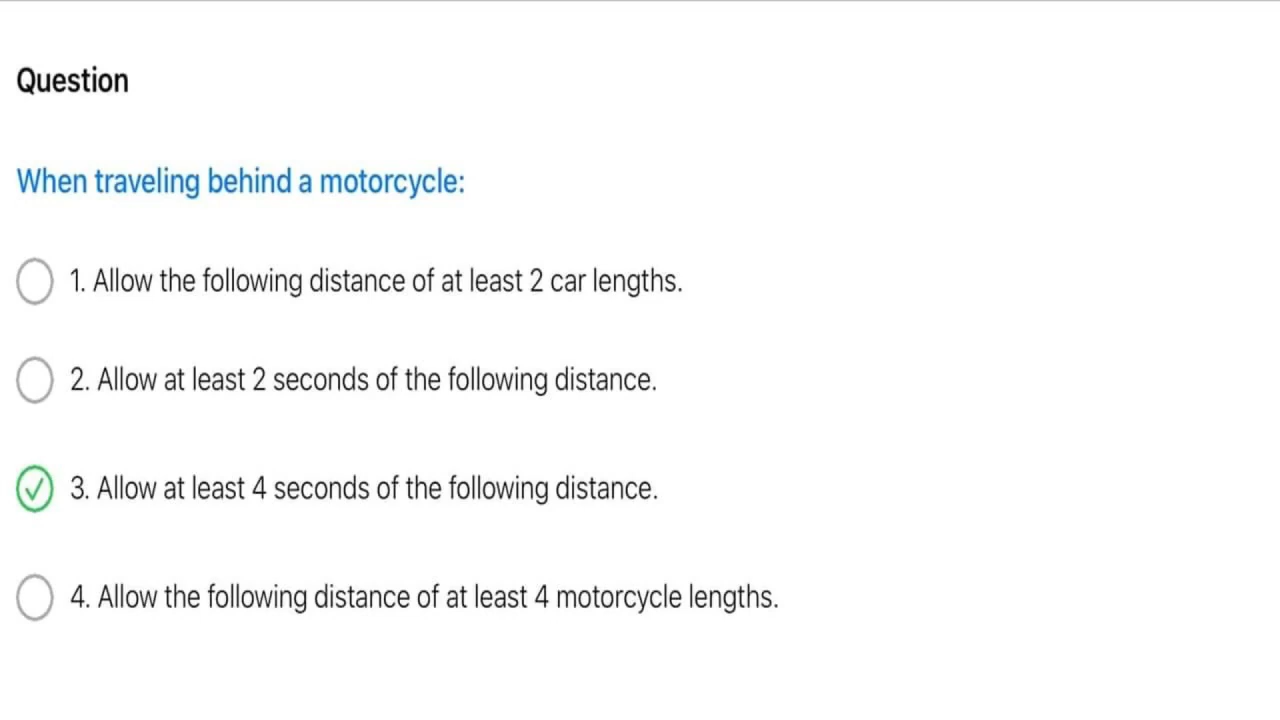 Question
When traveling behind a motorcycle:
1. Allow the following distance of at least 2 car lengths.
2. Allow at least 2 seconds of the following distance.
3. Allow at least 4 seconds of the following distance.
4. Allow the following distance of at least 4 motorcycle lengths.